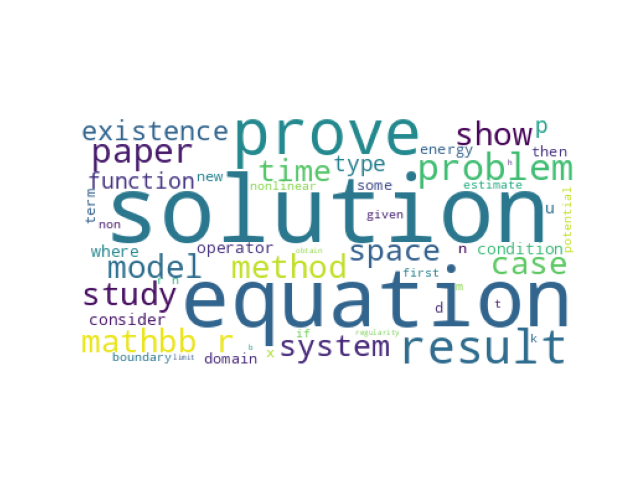 existence prove show p
paper time type energy then
function new nonlinear some problem estimate
term non solution given u potential
where operator obtain space n condition
model method first case
study r n equation m d t
consider if regularity k
mathbb r x system result
boundary limit domain b h